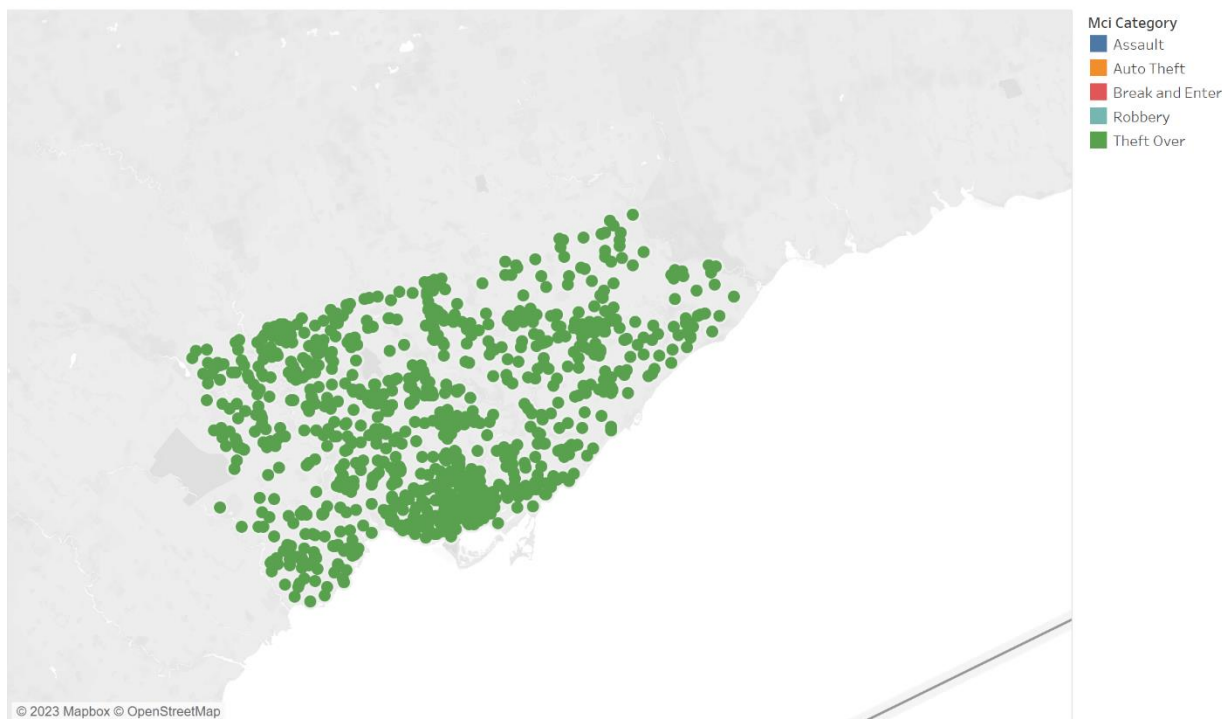 Mci Category
Assault
Auto Theft
Break and Enter
Robbery
Theft Over
© 2023 Mapbox © OpenStreetMap